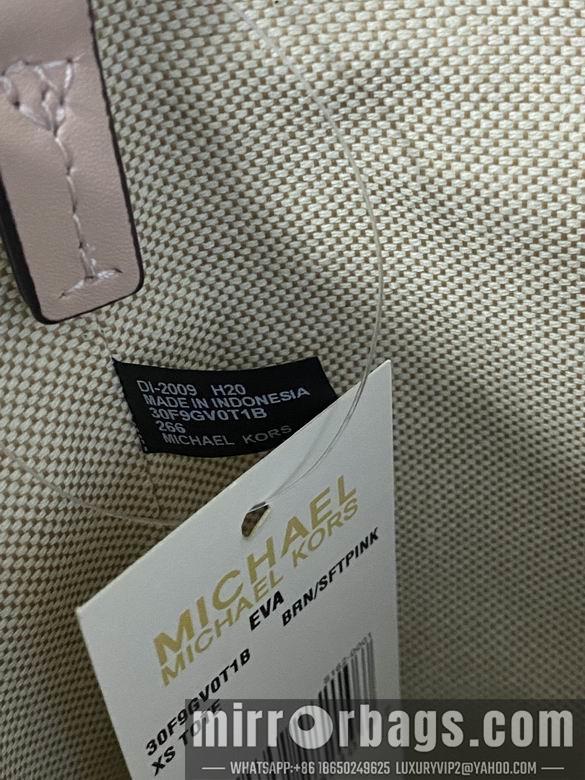 DI-2009 H20
MADE IN INDONESIA
30F9GV0T1B
266
MICHAEL KORS
MICHAEL
MICHAEL KORS
EVA
BRN/SFTPINK
30F9GV0T1B
XS TOTE
mirrorbags.com
WHATSAPP:+86 18650249625 LUXURYVIP2@YAHOO.COM